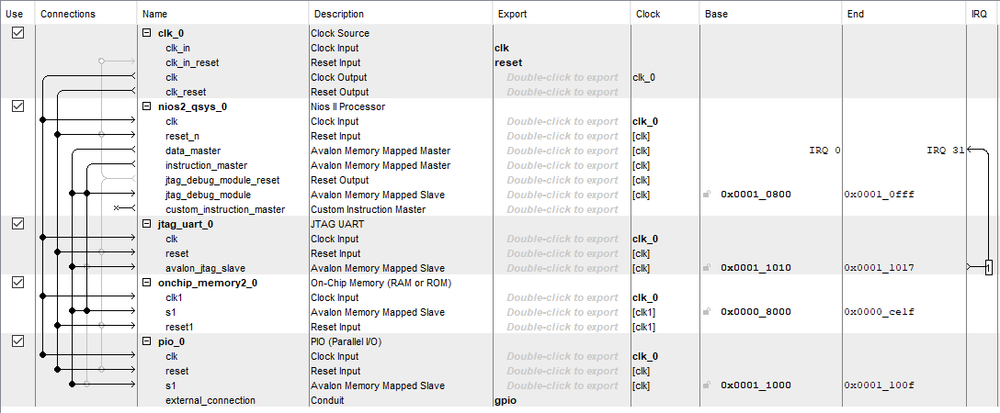 Use Connections Name Description Export Clock Base End IRQ
clk_0 Clock Source
clk_in Clock Input clk
clk_in_reset Reset Input reset
clk Clock Output Double-click to export clk_0
clk_reset Reset Output Double-click to export
nios2_qsys_0 Nios II Processor
clk Clock Input Double-click to export clk_0
reset_n Reset Input Double-click to export [clk]
data_master Avalon Memory Mapped Master Double-click to export [clk] IRQ 0 IRQ 31
instruction_master Avalon Memory Mapped Master Double-click to export [clk]
jtag_debug_module_reset Reset Output Double-click to export [clk]
jtag_debug_module Avalon Memory Mapped Slave Double-click to export [clk] 0x0001_0800 0x0001_0fff
custom_instruction_master Custom Instruction Master Double-click to export
jtag_uart_0 JTAG UART
clk Clock Input Double-click to export clk_0
reset Reset Input Double-click to export [clk]
avalon_jtag_slave Avalon Memory Mapped Slave Double-click to export [clk] 0x0001_1010 0x0001_1017 1
onchip_memory2_0 On-Chip Memory (RAM or ROM)
clk1 Clock Input Double-click to export clk_0
s1 Avalon Memory Mapped Slave Double-click to export [clk1] 0x0000_8000 0x0000_ce1f
reset1 Reset Input Double-click to export [clk1]
pio_0 PIO (Parallel I/O)
clk Clock Input Double-click to export clk_0
reset Reset Input Double-click to export [clk]
s1 Avalon Memory Mapped Slave Double-click to export [clk] 0x0001_1000 0x0001_100f
external_connection Conduit gpio